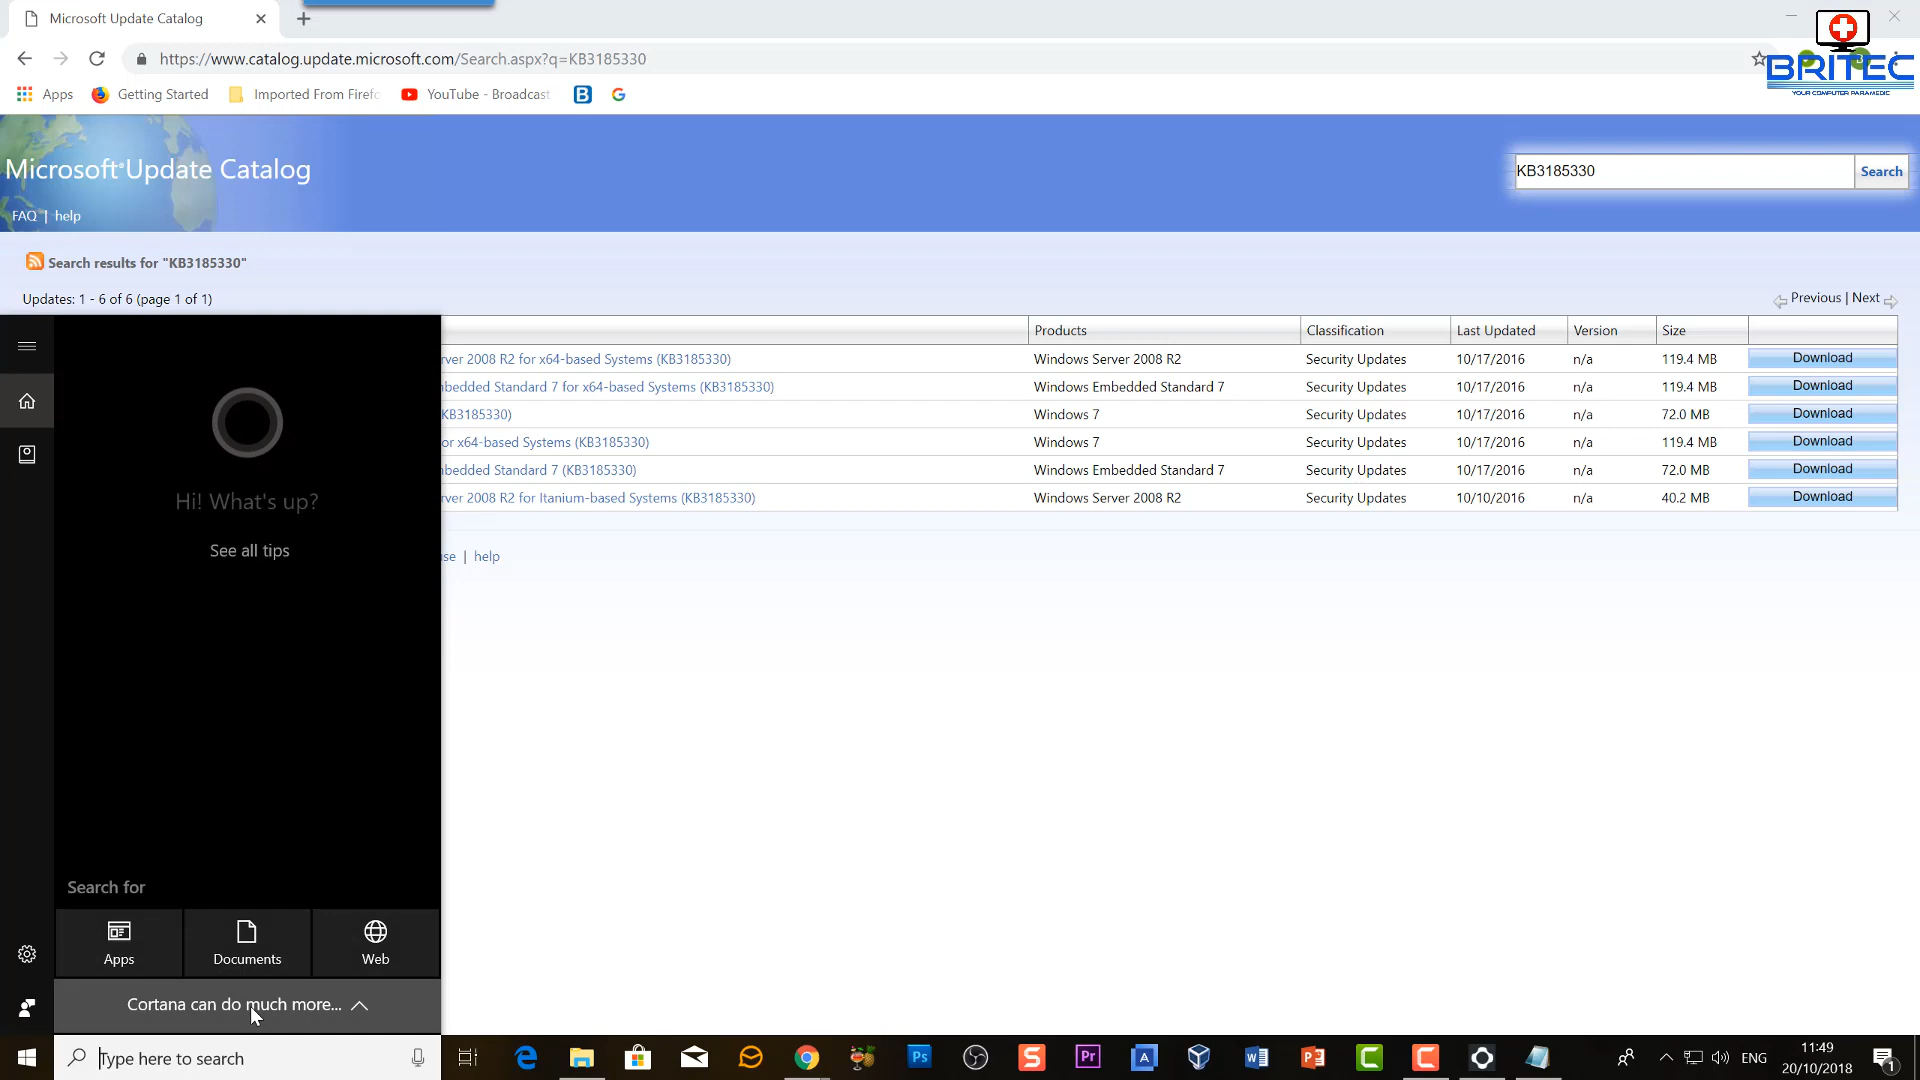 Microsoft Update Catalog
https://www.catalog.update.microsoft.com/Search.aspx?q=KB3185330
BRITEC
YOUR COMPUTER PARAMEDIC
Apps
Getting Started
Imported From Firefo
YouTube - Broadcast
B
G
Microsoft Update Catalog
KB3185330
Search
FAQ | help
Search results for "KB3185330"
Updates: 1 - 6 of 6 (page 1 of 1)
Previous | Next
Products Classification Last Updated Version Size
rver 2008 R2 for x64-based Systems (KB3185330) Windows Server 2008 R2 Security Updates 10/17/2016 n/a 119.4 MB Download
bedded Standard 7 for x64-based Systems (KB3185330) Windows Embedded Standard 7 Security Updates 10/17/2016 n/a 119.4 MB Download
KB3185330) Windows 7 Security Updates 10/17/2016 n/a 72.0 MB Download
or x64-based Systems (KB3185330) Windows 7 Security Updates 10/17/2016 n/a 119.4 MB Download
bedded Standard 7 (KB3185330) Windows Embedded Standard 7 Security Updates 10/17/2016 n/a 72.0 MB Download
rver 2008 R2 for Itanium-based Systems (KB3185330) Windows Server 2008 R2 Security Updates 10/10/2016 n/a 40.2 MB Download
se | help
Hi! What's up?
See all tips
Search for
Apps
Documents
Web
Cortana can do much more...
Type here to search
Ps
S
Pr
A
W
P
C
C
ENG
11:49
20/10/2018
1